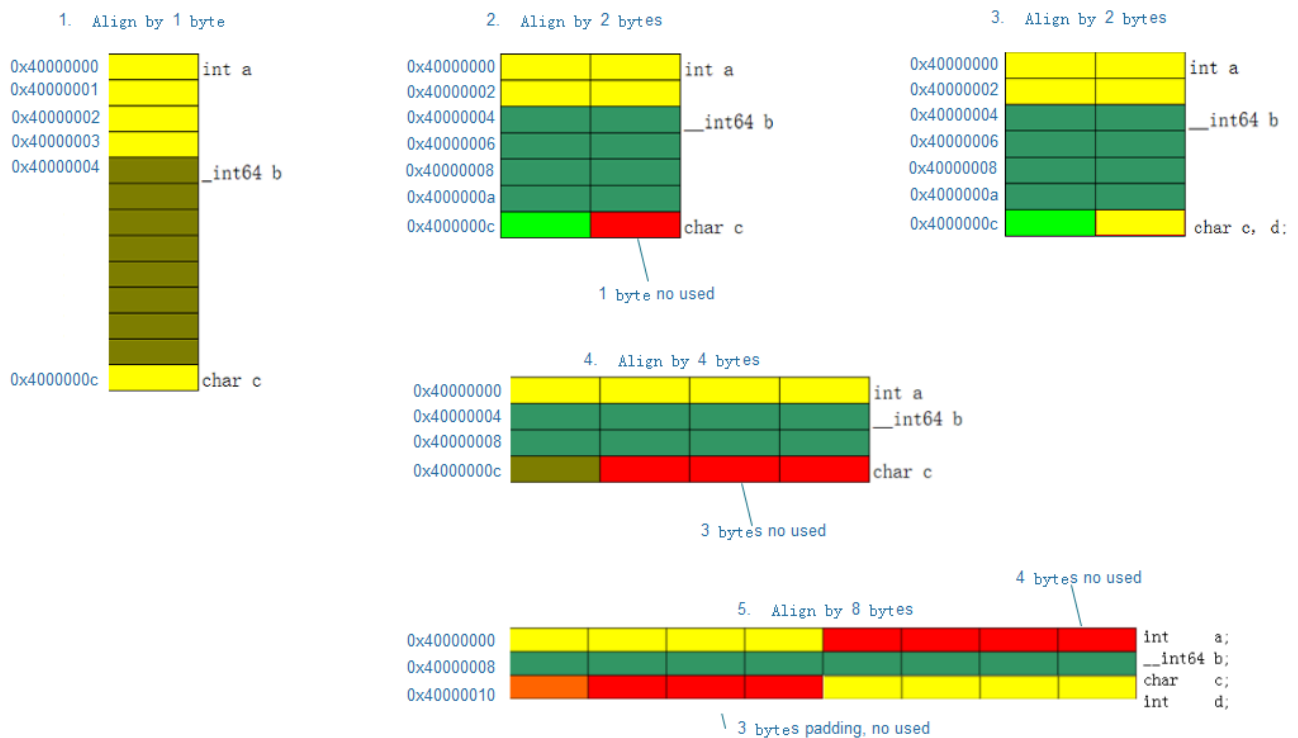 1. Align by 1 byte
0x40000000 int a
0x40000001
0x40000002
0x40000003
0x40000004 _int64 b
0x4000000c char c
2. Align by 2 bytes
0x40000000 int a
0x40000002
0x40000004 __int64 b
0x40000006
0x40000008
0x4000000a
0x4000000c char c
1 byte no used
3. Align by 2 bytes
0x40000000 int a
0x40000002
0x40000004 __int64 b
0x40000006
0x40000008
0x4000000a
0x4000000c char c, d;
4. Align by 4 bytes
0x40000000 int a
0x40000004 __int64 b
0x40000008
0x4000000c char c
3 bytes no used
4 bytes no used
5. Align by 8 bytes
0x40000000 int a;
0x40000008 __int64 b;
0x40000010 char c;
int d;
3 bytes padding, no used